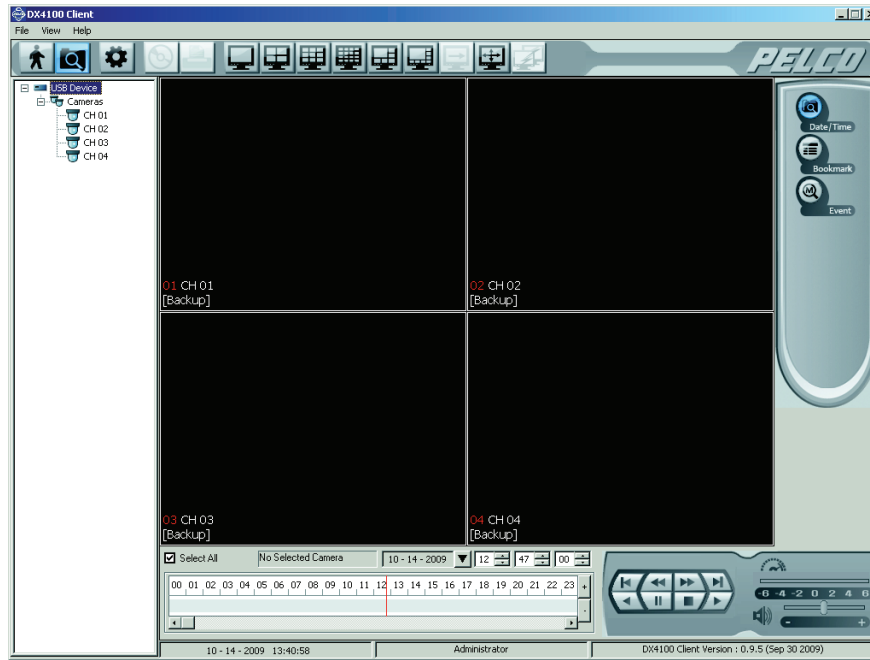 DX4100 Client
File View Help
PELCO
USB Device
Cameras
CH 01
CH 02
CH 03
CH 04
01 CH 01
[Backup]
02 CH 02
[Backup]
03 CH 03
[Backup]
04 CH 04
[Backup]
Date/Time
Bookmark
Event
Select All No Selected Camera 10 - 14 - 2009 12 47 00
00 01 02 03 04 05 06 07 08 09 10 11 12 13 14 15 16 17 18 19 20 21 22 23
-6 -4 -2 0 2 4 6
10 - 14 - 2009 13:40:58 Administrator DX4100 Client Version : 0.9.5 (Sep 30 2009)